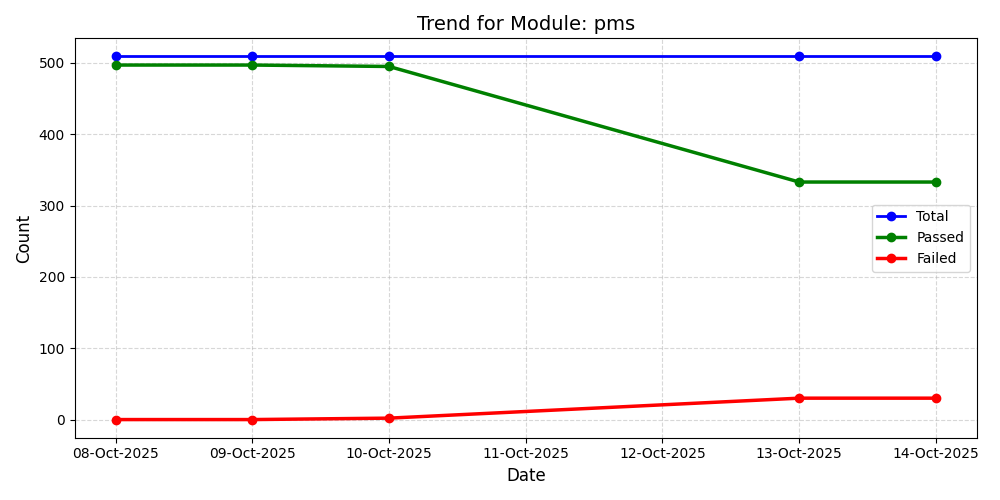 Trend for Module: pms
500
400
300
200
100
0
Count
Total
Passed
Failed
08-Oct-2025 09-Oct-2025 10-Oct-2025 11-Oct-2025 12-Oct-2025 13-Oct-2025 14-Oct-2025
Date